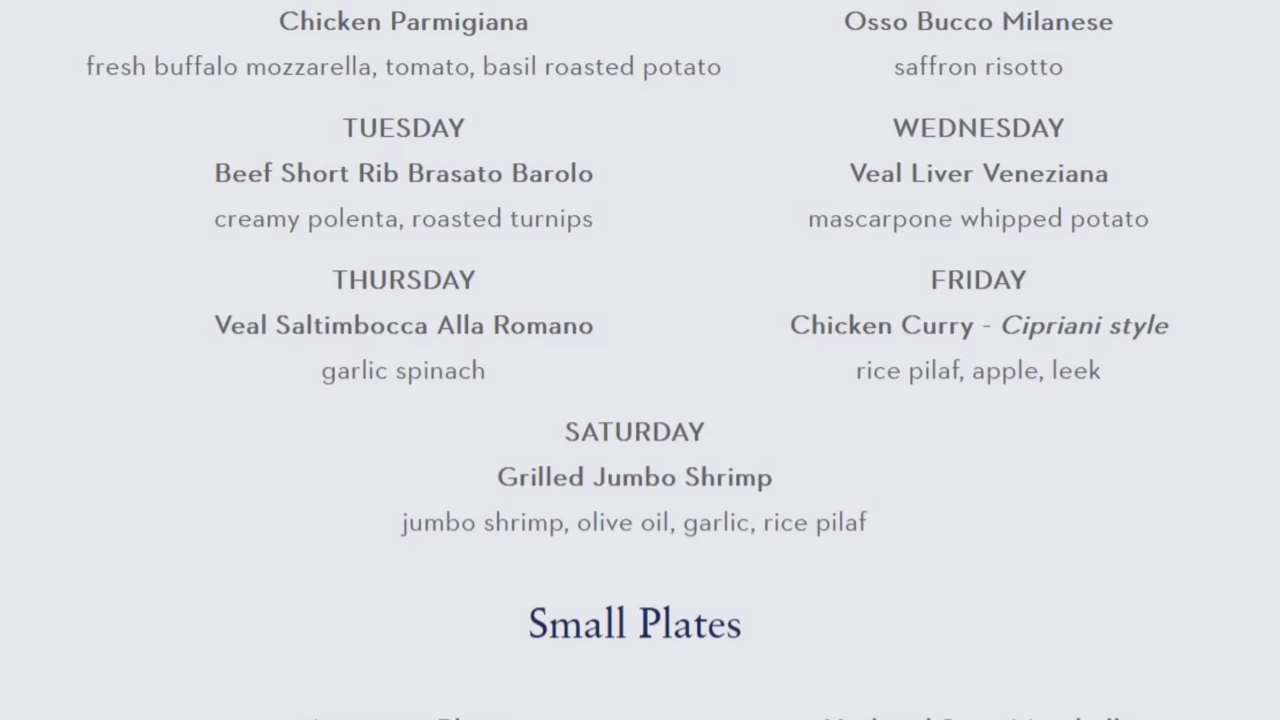 Chicken Parmigiana
fresh buffalo mozzarella, tomato, basil roasted potato
Osso Bucco Milanese
saffron risotto
TUESDAY
Beef Short Rib Brasato Barolo
creamy polenta, roasted turnips
WEDNESDAY
Veal Liver Veneziana
mascarpone whipped potato
THURSDAY
Veal Saltimbocca Alla Romano
garlic spinach
FRIDAY
Chicken Curry - Cipriani style
rice pilaf, apple, leek
SATURDAY
Grilled Jumbo Shrimp
jumbo shrimp, olive oil, garlic, rice pilaf
Small Plates